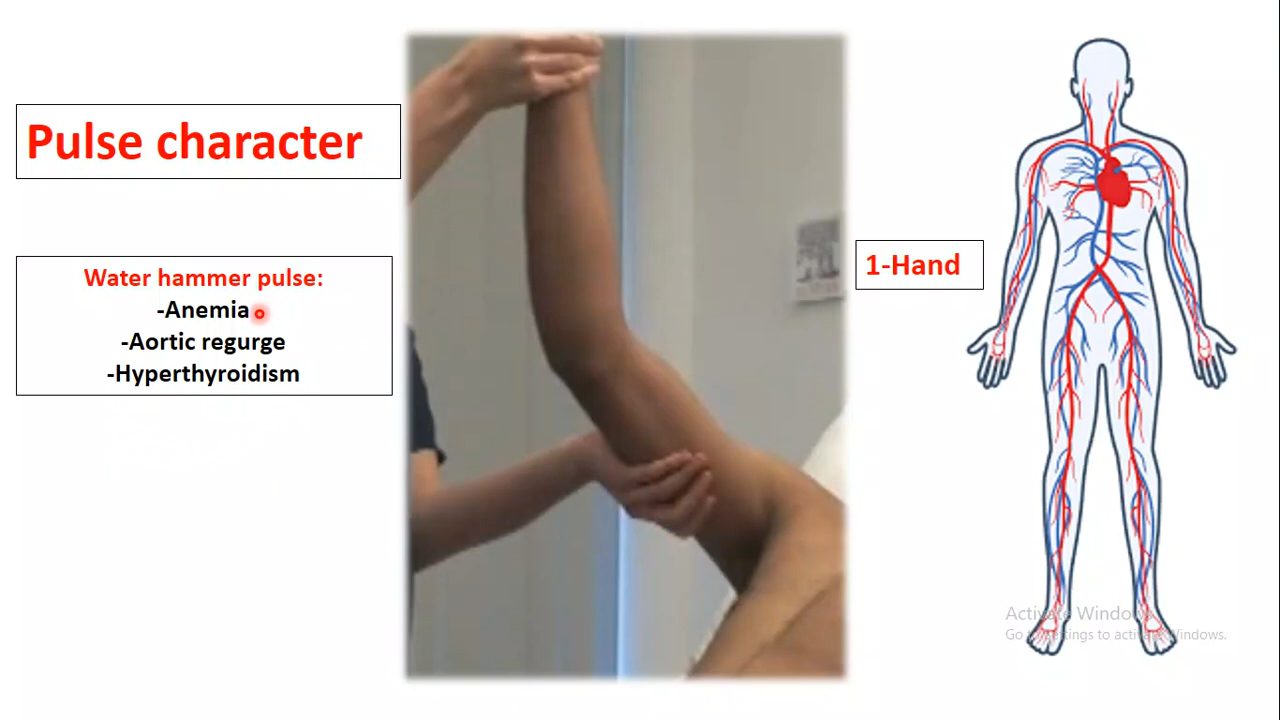 Pulse character
Water hammer pulse:
-Anemia
-Aortic regurge
-Hyperthyroidism
1-Hand
Activate Windows
Go to Settings to activate Windows.